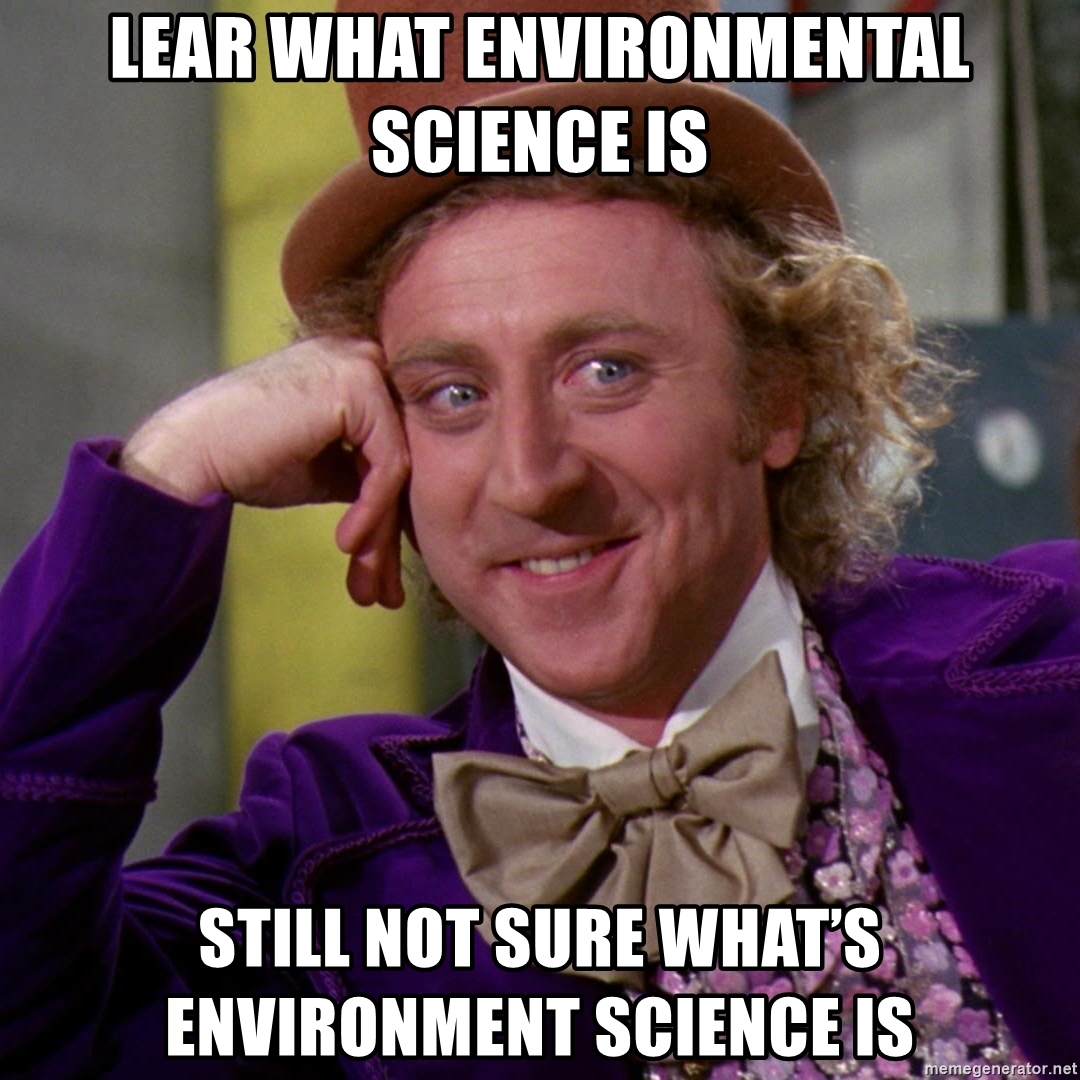 LEAR WHAT ENVIRONMENTAL
SCIENCE IS
STILL NOT SURE WHAT'S
ENVIRONMENT SCIENCE IS
memegenerator.net